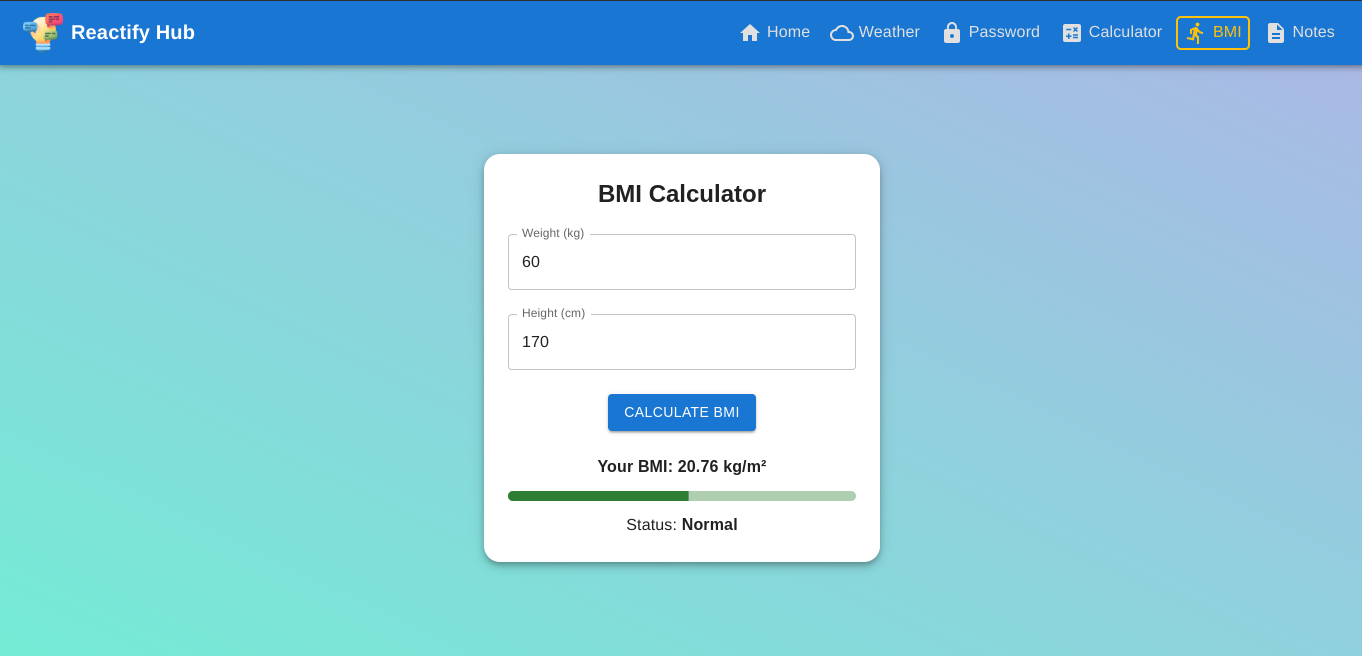 Reactify Hub
Home Weather Password Calculator BMI Notes
BMI Calculator
Weight (kg)
60
Height (cm)
170
CALCULATE BMI
Your BMI: 20.76 kg/m²
Status: Normal